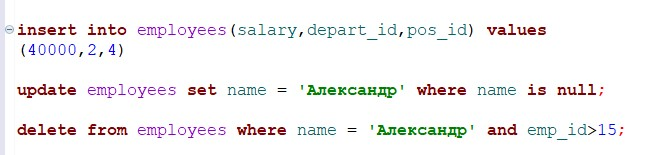 insert into employees(salary,depart_id,pos_id) values
(40000,2,4)
update employees set name = 'Александр' where name is null;
delete from employees where name = 'Александр' and emp_id>15;